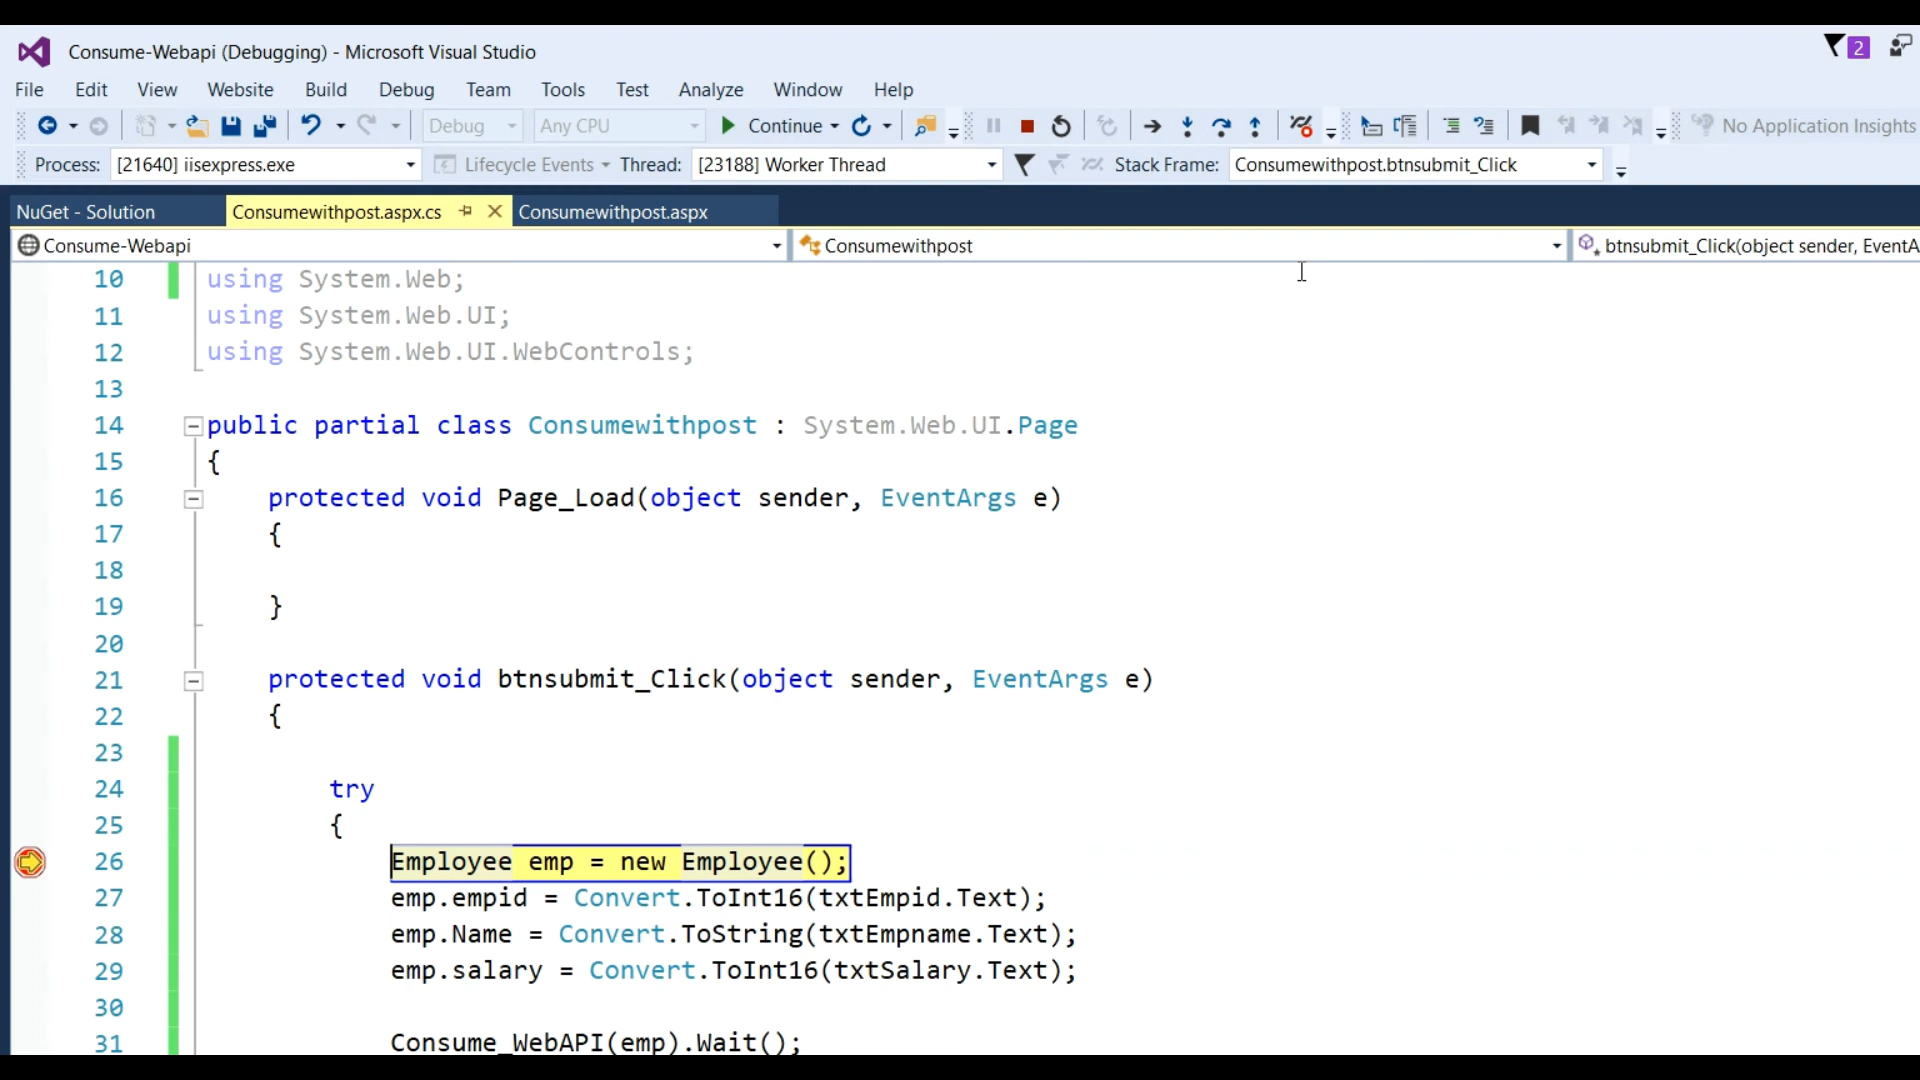 Consume-Webapi (Debugging) - Microsoft Visual Studio
2
File Edit View Website Build Debug Team Tools Test Analyze Window Help
Debug Any CPU Continue No Application Insights
Process: [21640] iisexpress.exe Lifecycle Events Thread: [23188] Worker Thread Stack Frame: Consumewithpost.btnsubmit_Click
NuGet - Solution Consumewithpost.aspx.cs Consumewithpost.aspx
Consume-Webapi Consumewithpost btnsubmit_Click(object sender, EventA
10 using System.Web;
11 using System.Web.UI;
12 using System.Web.UI.WebControls;
13
14 public partial class Consumewithpost : System.Web.UI.Page
15 {
16 protected void Page_Load(object sender, EventArgs e)
17 {
18
19 }
20
21 protected void btnsubmit_Click(object sender, EventArgs e)
22 {
23
24 try
25 {
26 Employee emp = new Employee();
27 emp.empid = Convert.ToInt16(txtEmpid.Text);
28 emp.Name = Convert.ToString(txtEmpname.Text);
29 emp.salary = Convert.ToInt16(txtSalary.Text);
30
31 Consume_WebAPI(emp).Wait();